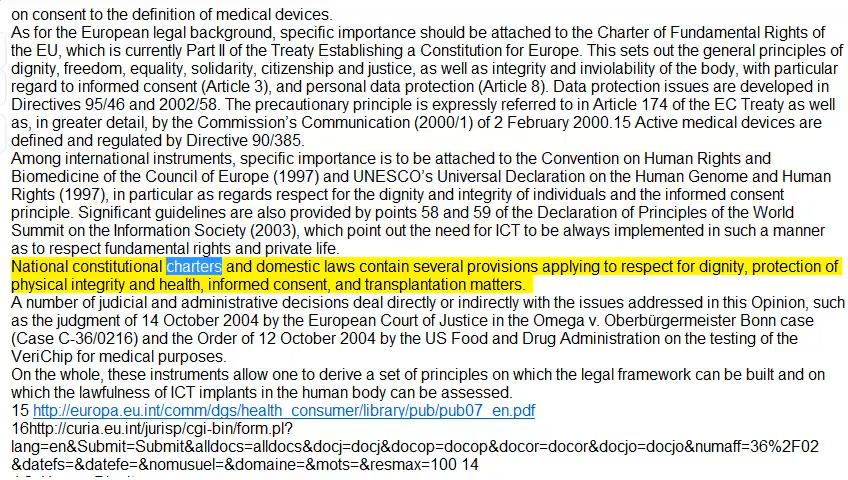 on consent to the definition of medical devices.
As for the European legal background, specific importance should be attached to the Charter of Fundamental Rights of
the EU, which is currently Part II of the Treaty Establishing a Constitution for Europe. This sets out the general principles of
dignity, freedom, equality, solidarity, citizenship and justice, as well as integrity and inviolability of the body, with particular
regard to informed consent (Article 3), and personal data protection (Article 8). Data protection issues are developed in
Directives 95/46 and 2002/58. The precautionary principle is expressly referred to in Article 174 of the EC Treaty as well
as, in greater detail, by the Commission's Communication (2000/1) of 2 February 2000.15 Active medical devices are
defined and regulated by Directive 90/385.
Among international instruments, specific importance is to be attached to the Convention on Human Rights and
Biomedicine of the Council of Europe (1997) and UNESCO's Universal Declaration on the Human Genome and Human
Rights (1997), in particular as regards respect for the dignity and integrity of individuals and the informed consent
principle. Significant guidelines are also provided by points 58 and 59 of the Declaration of Principles of the World
Summit on the Information Society (2003), which point out the need for ICT to be always implemented in such a manner
as to respect fundamental rights and private life.
National constitutional charters and domestic laws contain several provisions applying to respect for dignity, protection of
physical integrity and health, informed consent, and transplantation matters.
A number of judicial and administrative decisions deal directly or indirectly with the issues addressed in this Opinion, such
as the judgment of 14 October 2004 by the European Court of Justice in the Omega v. Oberbürgermeister Bonn case
(Case C-36/0216) and the Order of 12 October 2004 by the US Food and Drug Administration on the testing of the
VeriChip for medical purposes.
On the whole, these instruments allow one to derive a set of principles on which the legal framework can be built and on
which the lawfulness of ICT implants in the human body can be assessed.
15 http://europa.eu.int/comm/dgs/health_consumer/library/pub/pub07_en.pdf
16http://curia.eu.int/jurisp/cgi-bin/form.pl?
lang=en&Submit=Submit&alldocs=alldocs&docj=docj&docop=docop&docor=docor&docjo=docjo&numaff=36%2F02
&datefs=&datefe=&nomusuel=&domaine=&mots=&resmax=100 14